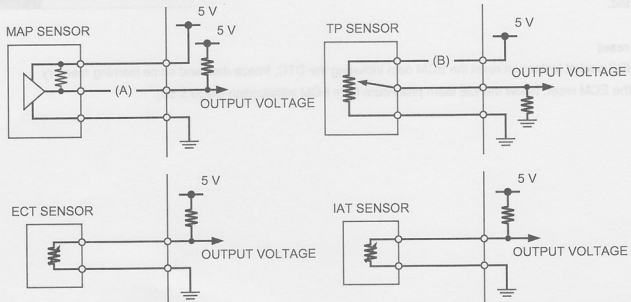 5 V
MAP SENSOR
5 V
(A)
OUTPUT VOLTAGE
5 V
TP SENSOR
(B)
OUTPUT VOLTAGE
5 V
ECT SENSOR
OUTPUT VOLTAGE
5 V
IAT SENSOR
OUTPUT VOLTAGE